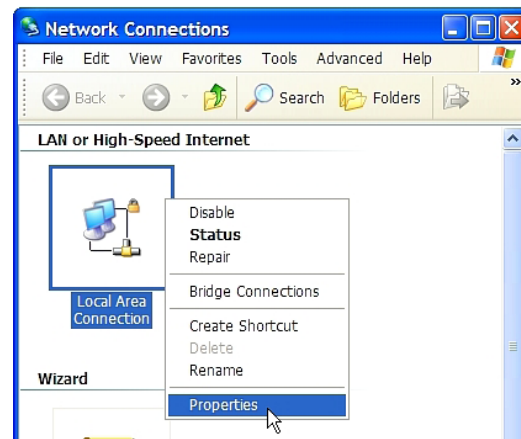 Network Connections
File Edit View Favorites Tools Advanced Help
Back Search Folders »
LAN or High-Speed Internet
Disable
Status
Repair
Bridge Connections
Create Shortcut
Delete
Rename
Properties
Local Area
Connection
Wizard